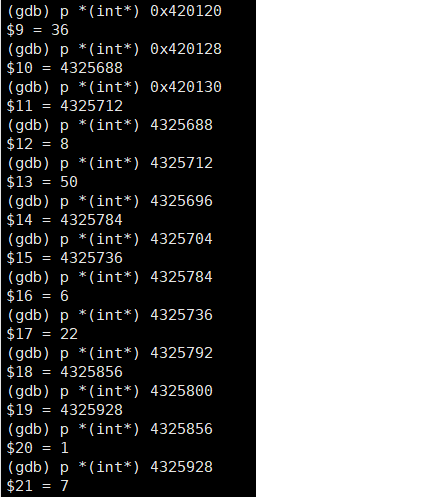 (gdb) p *(int*) 0x420120
$9 = 36
(gdb) p *(int*) 0x420128
$10 = 4325688
(gdb) p *(int*) 0x420130
$11 = 4325712
(gdb) p *(int*) 4325688
$12 = 8
(gdb) p *(int*) 4325712
$13 = 50
(gdb) p *(int*) 4325696
$14 = 4325784
(gdb) p *(int*) 4325704
$15 = 4325736
(gdb) p *(int*) 4325784
$16 = 6
(gdb) p *(int*) 4325736
$17 = 22
(gdb) p *(int*) 4325792
$18 = 4325856
(gdb) p *(int*) 4325800
$19 = 4325928
(gdb) p *(int*) 4325856
$20 = 1
(gdb) p *(int*) 4325928
$21 = 7